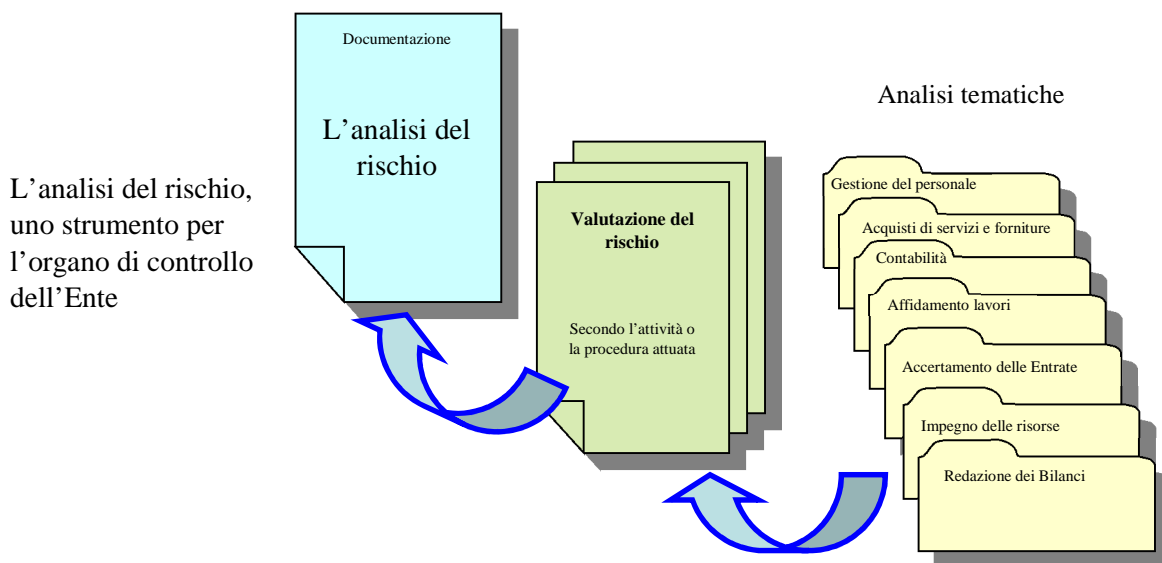 L’analisi del rischio,
uno strumento per
l’organo di controllo
dell’Ente
Documentazione
L’analisi del
rischio
Valutazione del
rischio
Secondo l’attività o
la procedura attuata
Analisi tematiche
Gestione del personale
Acquisti di servizi e forniture
Contabilità
Affidamento lavori
Accertamento delle Entrate
Impegno delle risorse
Redazione dei Bilanci